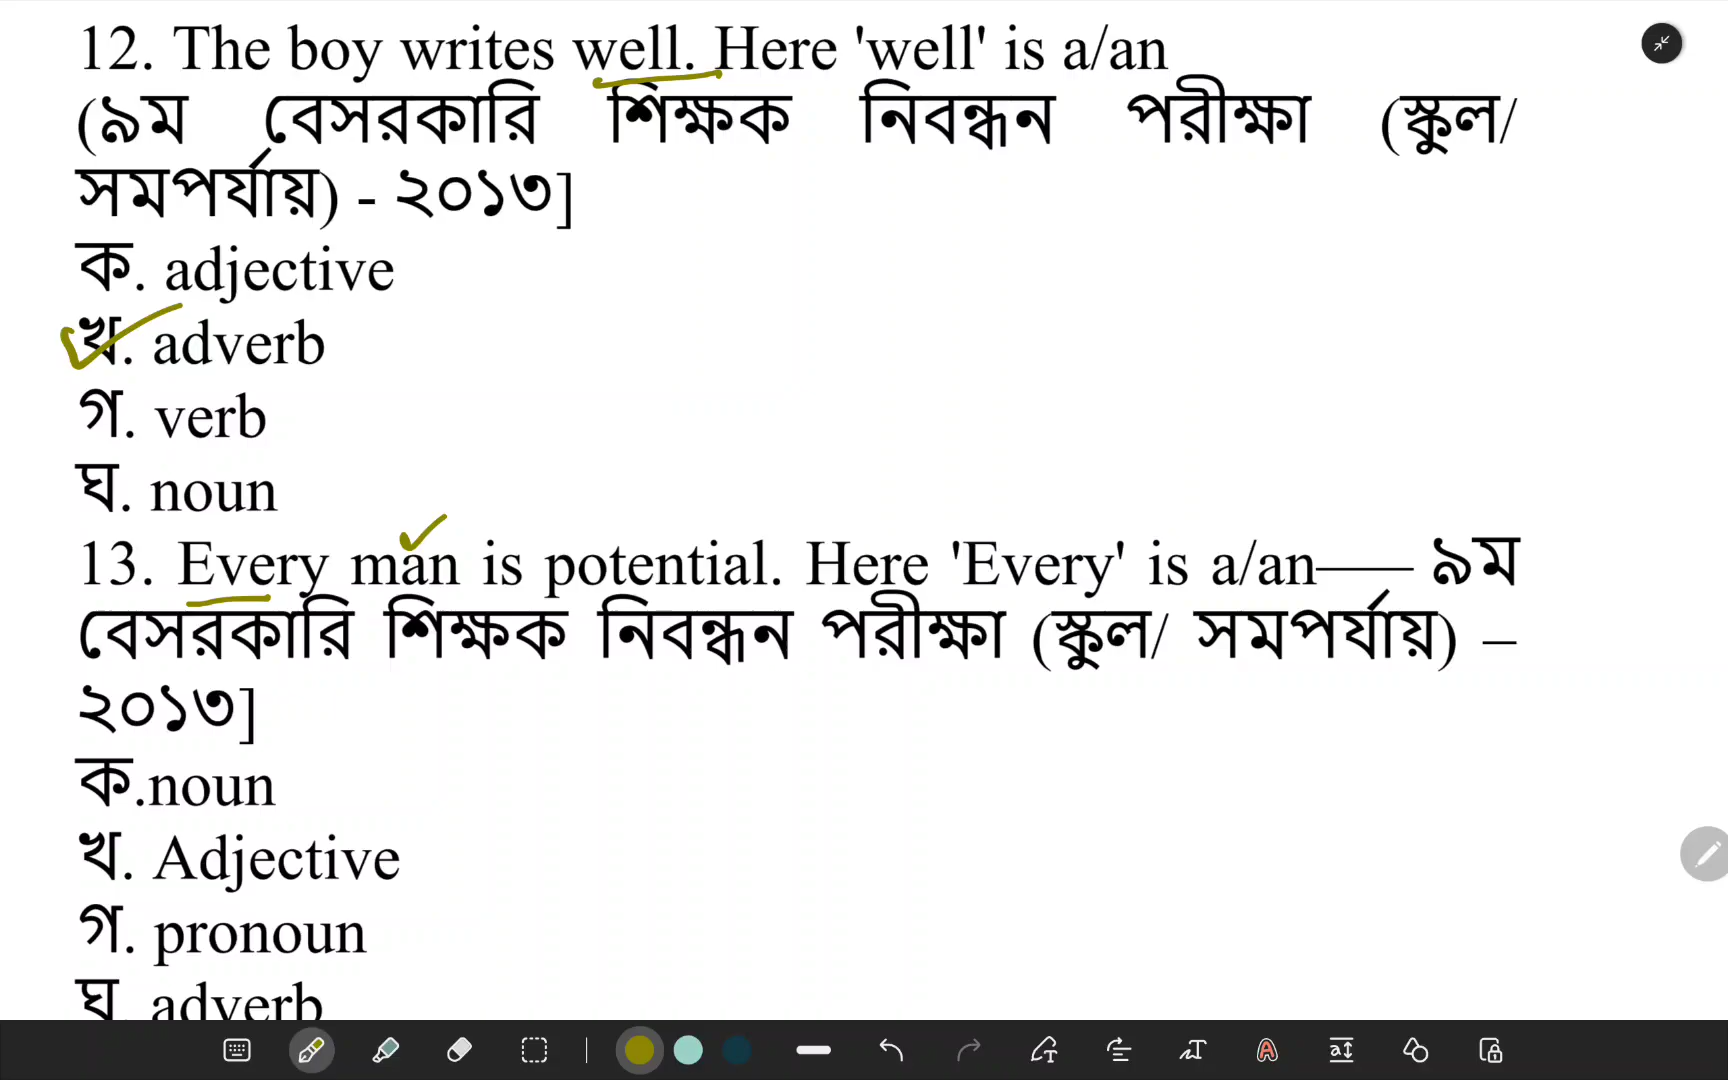 12. The boy writes well. Here 'well' is a/an
(৯ম বেসরকারি শিক্ষক নিবন্ধন পরীক্ষা (স্কুল/
সমপর্যায়) - ২০১৩]
ক. adjective
খ. adverb
গ. verb
ঘ. noun
13. Every man is potential. Here 'Every' is a/an—– ৯ম
বেসরকারি শিক্ষক নিবন্ধন পরীক্ষা (স্কুল/ সমপর্যায়) –
২০১৩]
ক.noun
খ. Adjective
গ. pronoun
ঘ. adverb